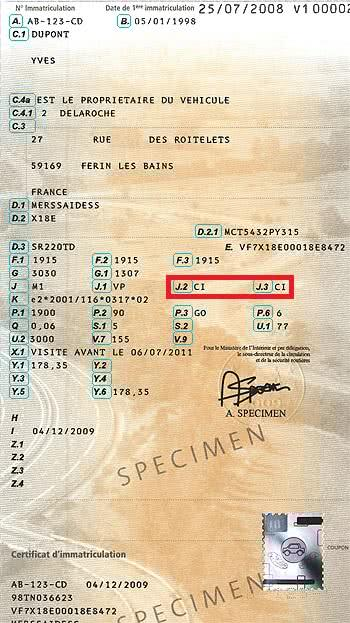 N° Immatriculation Date de 1ère immatriculation 25/07/2008 V1 00002
A. AB-123-CD B. 05/01/1998
C.1 DUPONT
YVES
C.4a EST LE PROPRIETAIRE DU VEHICULE
C.4.1 2 DELAROCHE
C.3
27 RUE DES ROITELETS
59169 FERIN LES BAINS
FRANCE
D.1 MERSSAIDESS
D.2 X18E
D.2.1 MCT5432PY315
D.3 SR220TD E. VF7X18E00018E8472
F.1 1915 F.2 1915 F.3 1915
G 3030 G.1 1307
J M1 J.1 VP J.2 CI J.3 CI
K e2*2001/116*0317*02
P.1 1900 P.2 90 P.3 GO P.6 6
Q 0,06 S.1 5 S.2 U.1 77
U.2 3000 V.7 155 V.9
X.1 VISITE AVANT LE 06/07/2011
Pour le Ministère de l'Intérieur et par délégation,
le sous-directeur de la circulation
et de la sécurité routières
Y.1 178,35 Y.2
Y.3 Y.4
Y.5 Y.6 178,35
A. SPECIMEN
H
I 04/12/2009
Z.1
Z.2
Z.3
Z.4
SPECIMEN
COUPON
Certificat d'immatriculation
AB-123-CD 04/12/2009
98TN036623
VF7X18E00018E8472
MERSSAIDESS
SPECIMEN